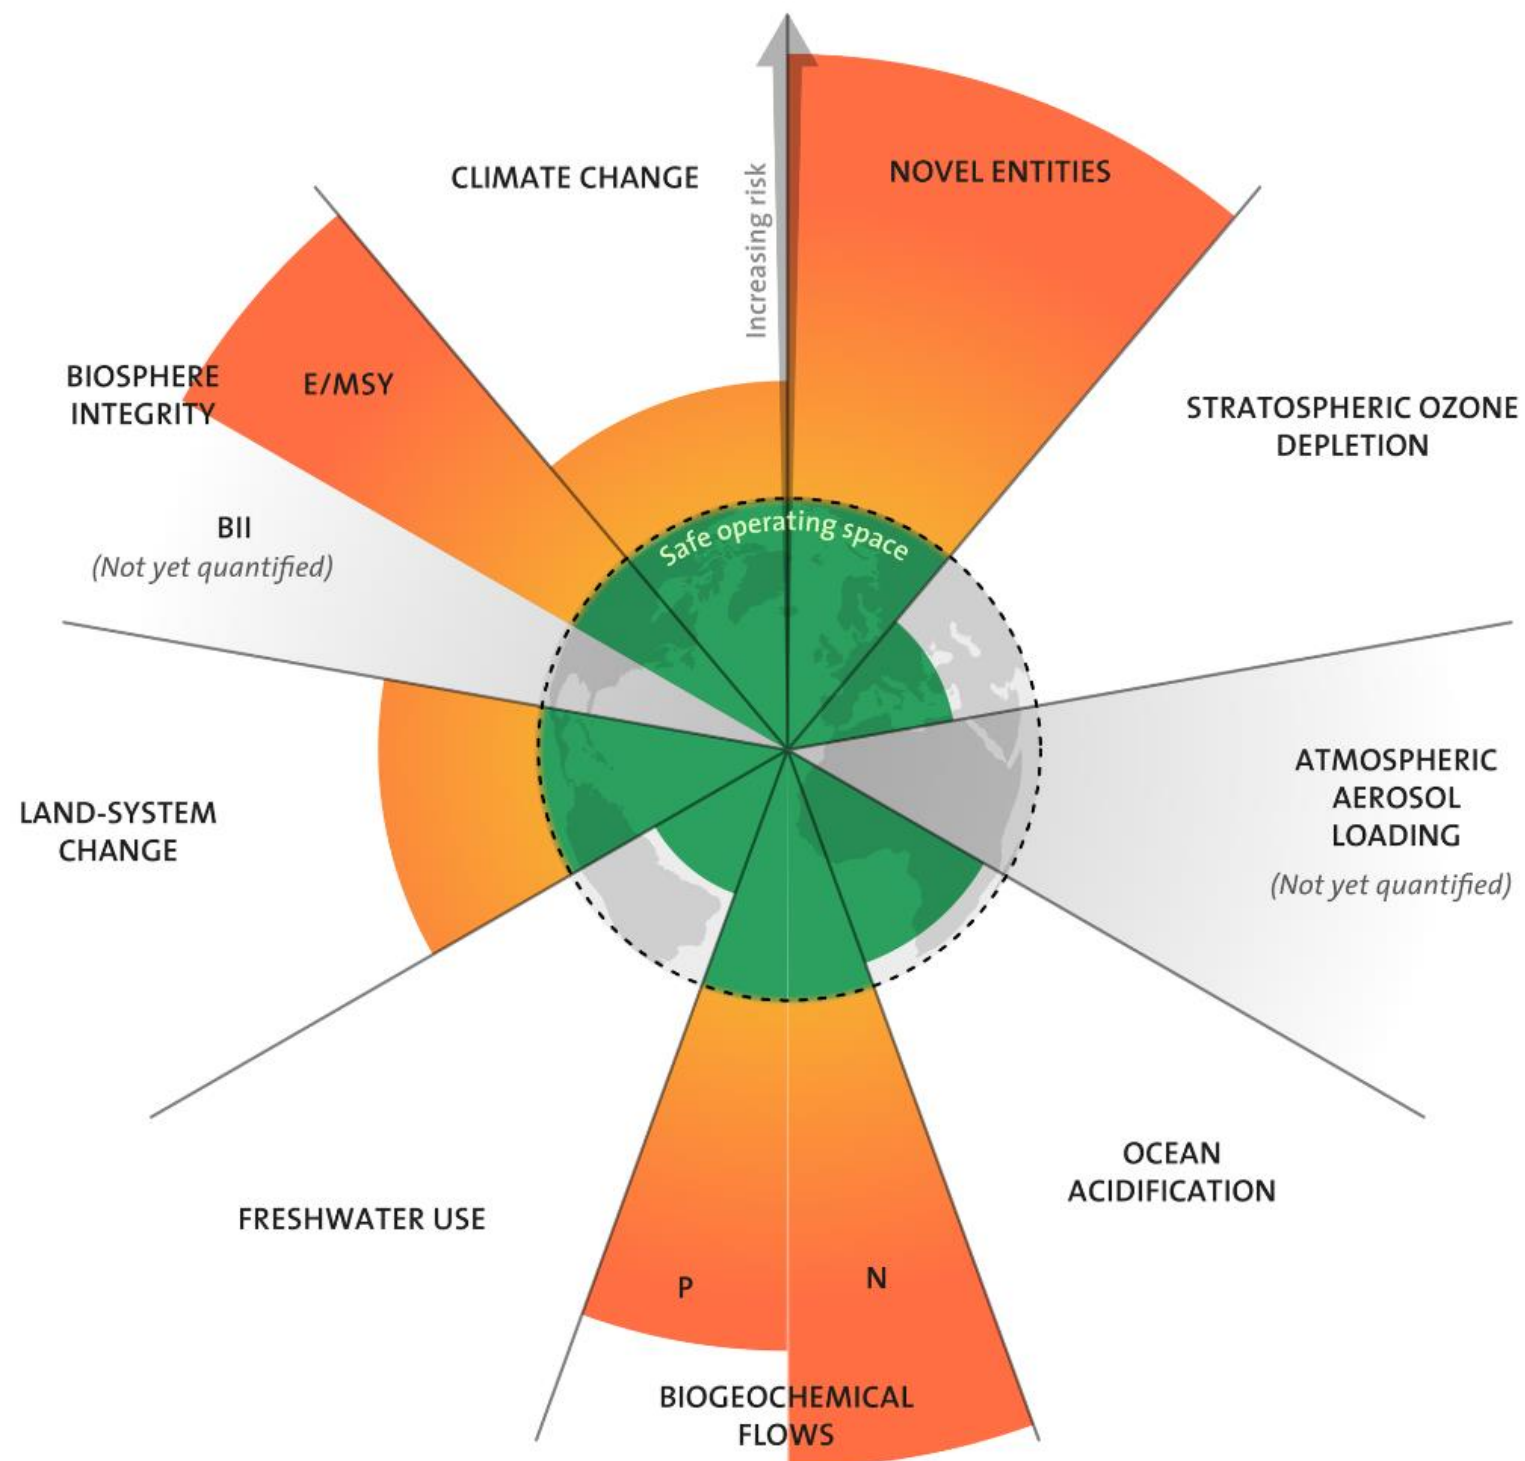 CLIMATE CHANGE
Increasing risk
NOVEL ENTITIES
BIOSPHERE
INTEGRITY
E/MSY
STRATOSPHERIC OZONE
DEPLETION
BII
(Not yet quantified)
Safe operating space
ATMOSPHERIC
AEROSOL
LOADING
(Not yet quantified)
LAND-SYSTEM
CHANGE
OCEAN
ACIDIFICATION
FRESHWATER USE
P
N
BIOGEOCHEMICAL
FLOWS